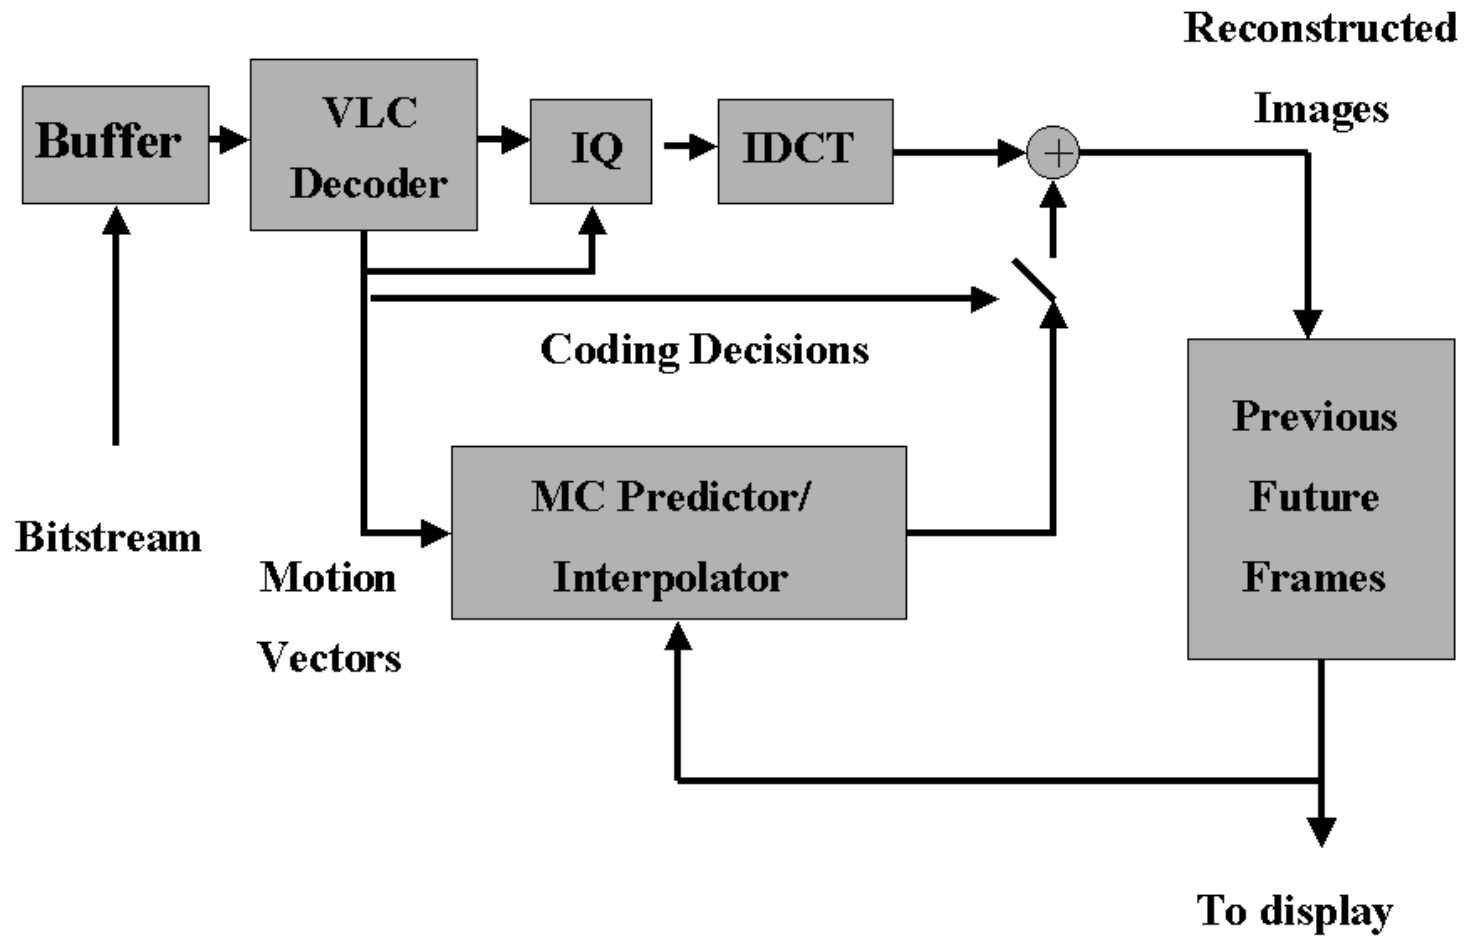 Reconstructed
Images
Buffer
VLC
Decoder
IQ
IDCT
+
Coding Decisions
Previous
Future
Frames
MC Predictor/
Interpolator
Bitstream
Motion
Vectors
To display